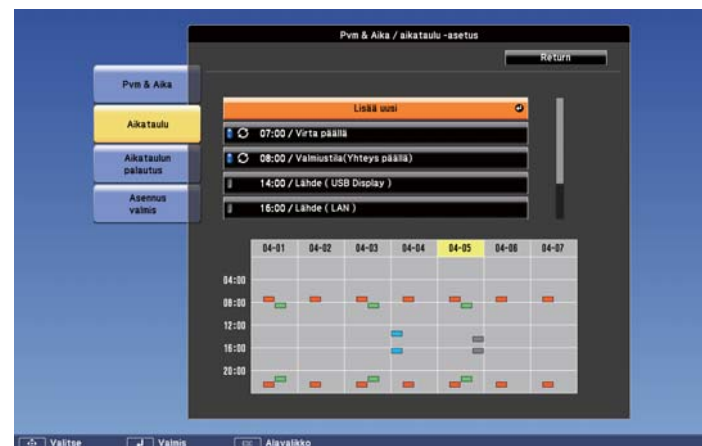 Pvm & Aika / aikataulu -asetus
Return
Pvm & Aika
Aikataulu
Aikataulun
palautus
Asennus
valmis
Lisää uusi
07:00 / Virta päällä
08:00 / Valmiustila(Yhteys päällä)
14:00 / Lähde ( USB Display )
16:00 / Lähde ( LAN )
04-01 04-02 04-03 04-04 04-05 04-06 04-07
04:00
08:00
12:00
16:00
20:00
Valitse Valmis Alavalikko